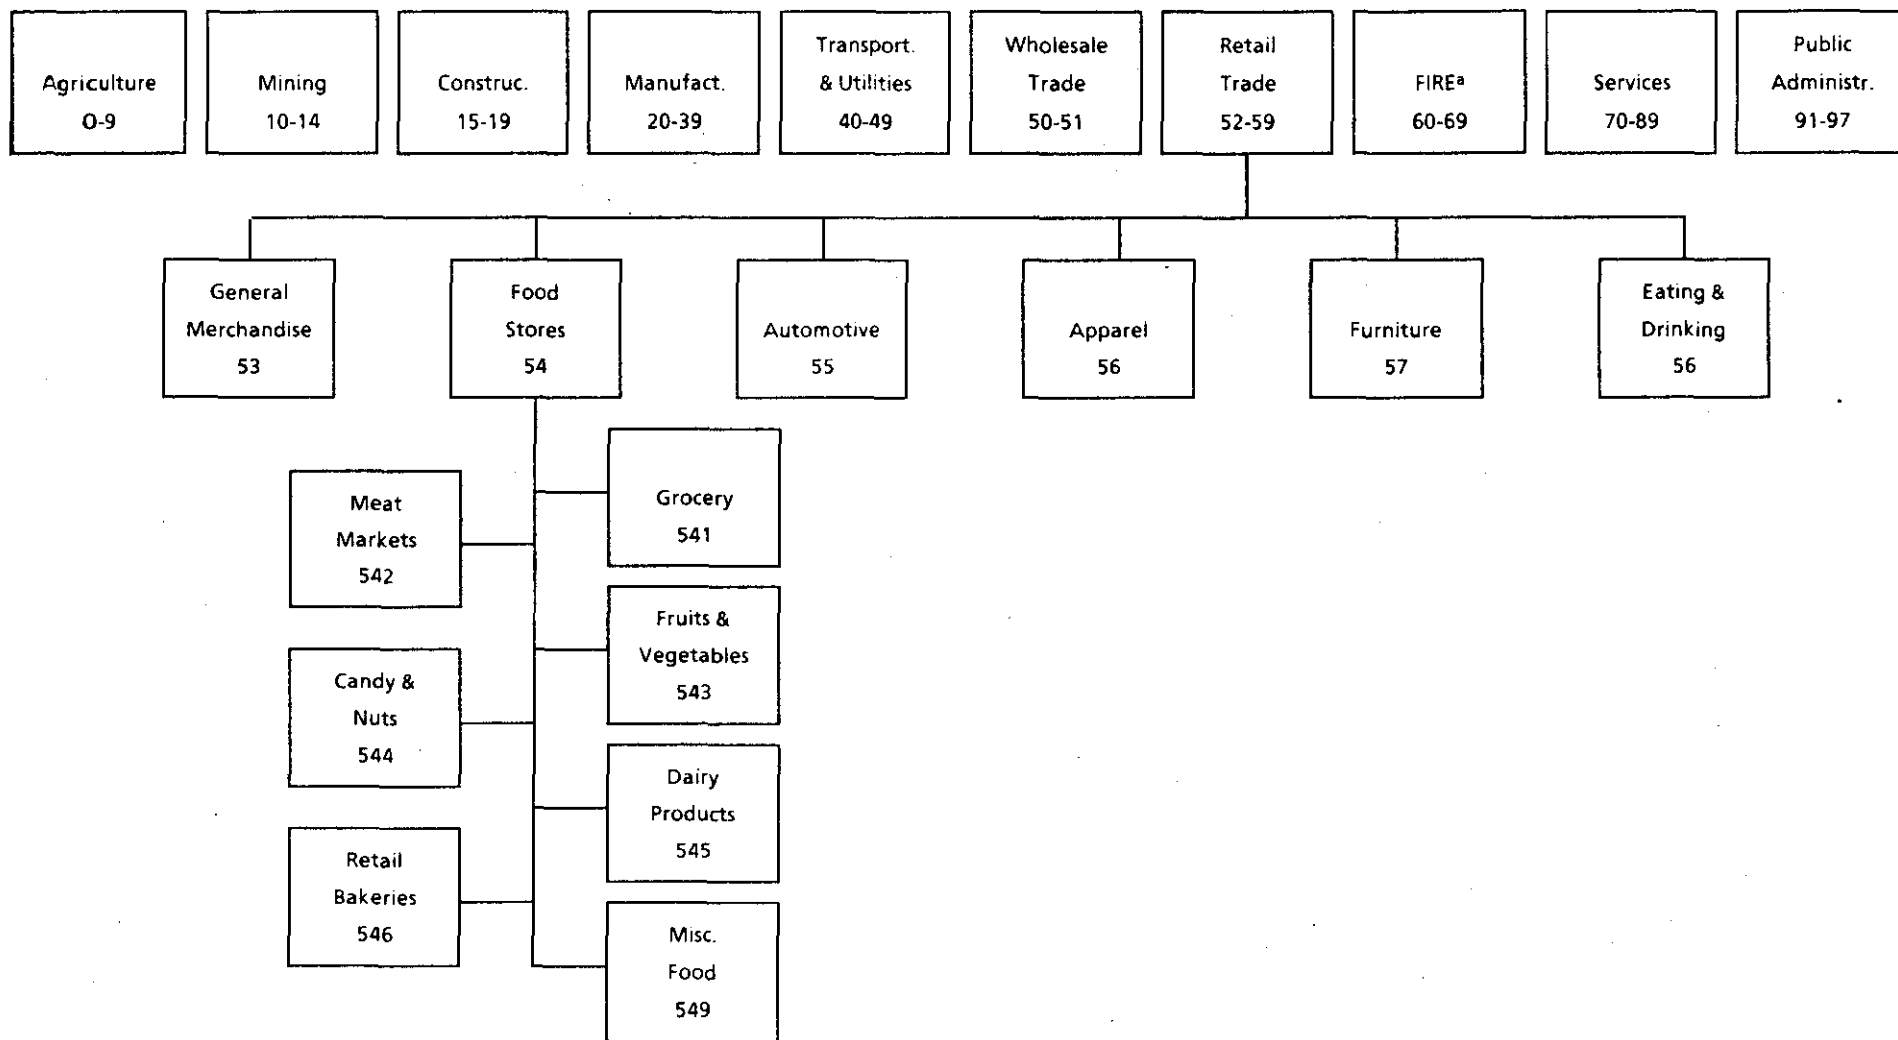 Agriculture
O-9
Mining
10-14
Construc.
15-19
Manufact.
20-39
Transport.
& Utilities
40-49
Wholesale
Trade
50-51
Retail
Trade
52-59
FIREª
60-69
Services
70-89
Public
Administr.
91-97
General
Merchandise
53
Food
Stores
54
Automotive
55
Apparel
56
Furniture
57
Eating &
Drinking
56
Meat
Markets
542
Grocery
541
Fruits &
Vegetables
543
Candy &
Nuts
544
Dairy
Products
545
Retail
Bakeries
546
Misc.
Food
549